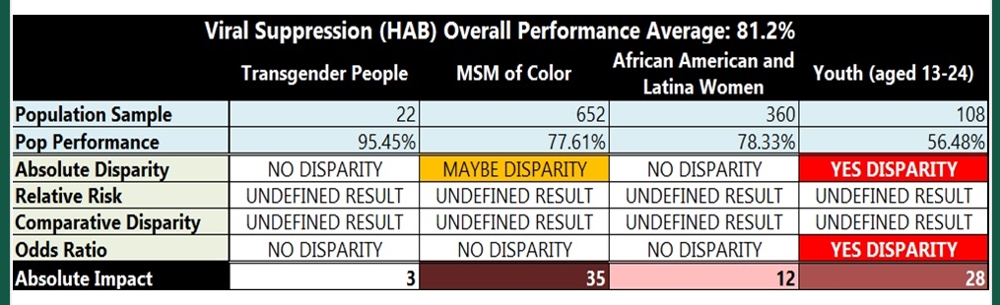 Viral Suppression (HAB) Overall Performance Average: 81.2%
Transgender People MSM of Color African American and Latina Women Youth (aged 13-24)
Population Sample 22 652 360 108
Pop Performance 95.45% 77.61% 78.33% 56.48%
Absolute Disparity NO DISPARITY MAYBE DISPARITY NO DISPARITY YES DISPARITY
Relative Risk UNDEFINED RESULT UNDEFINED RESULT UNDEFINED RESULT UNDEFINED RESULT
Comparative Disparity UNDEFINED RESULT UNDEFINED RESULT UNDEFINED RESULT UNDEFINED RESULT
Odds Ratio NO DISPARITY NO DISPARITY NO DISPARITY YES DISPARITY
Absolute Impact 3 35 12 28